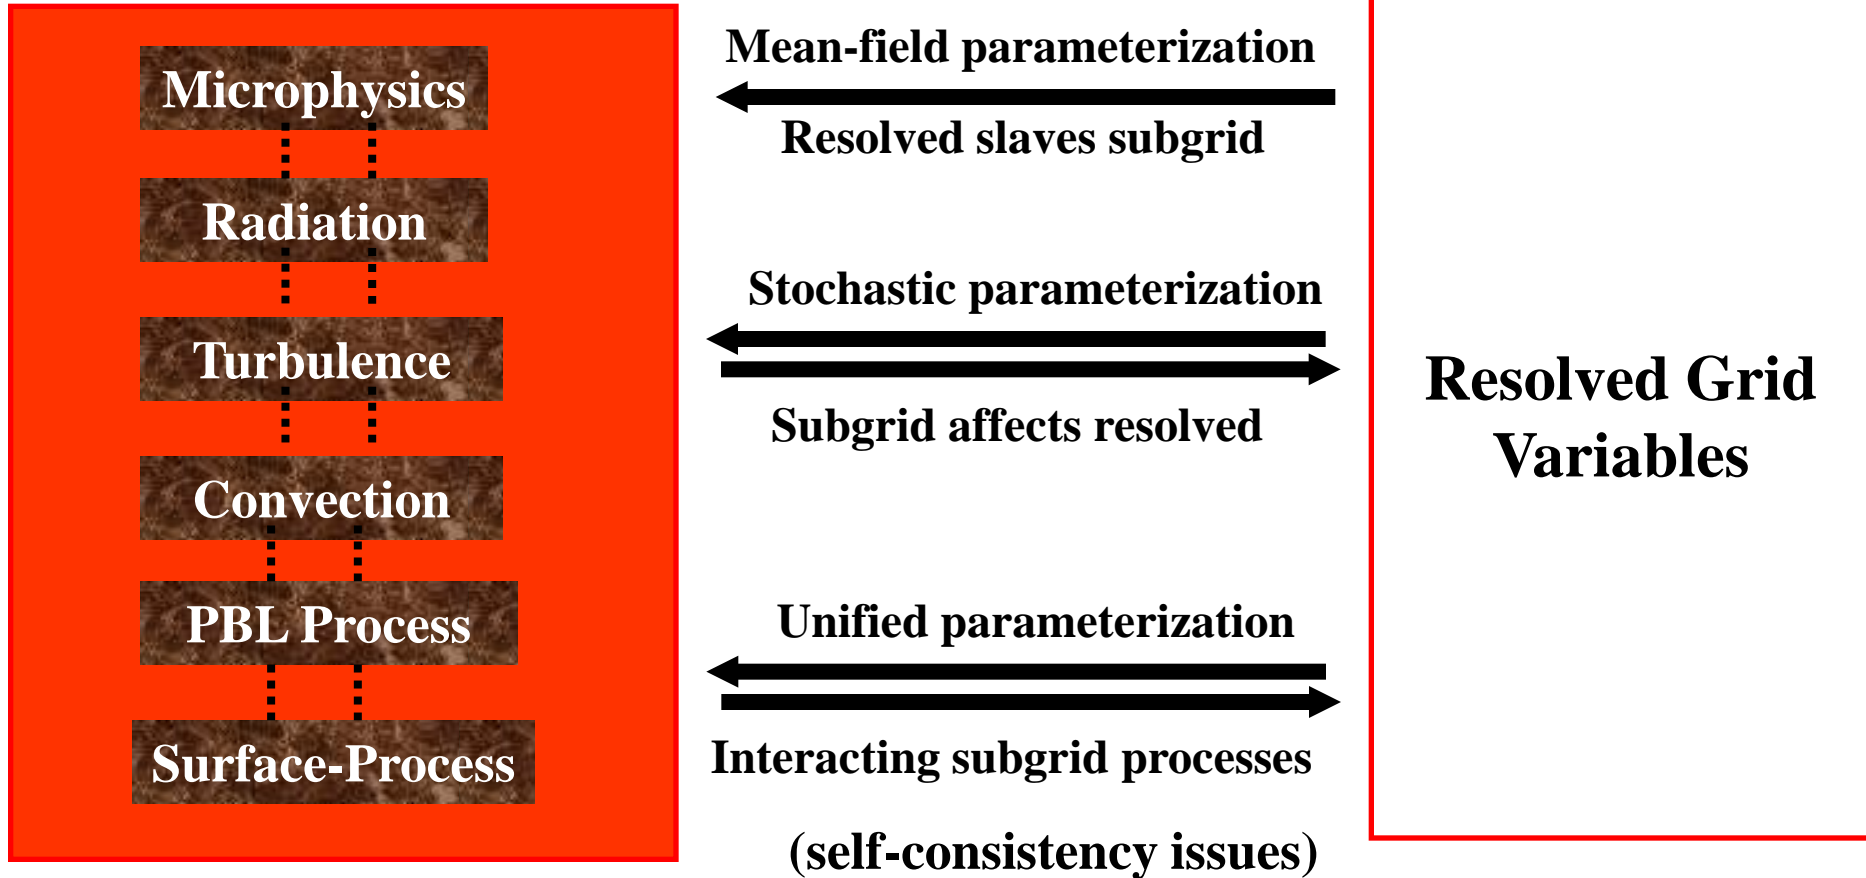 Microphysics
Radiation
Turbulence
Convection
PBL Process
Surface-Process
Mean-field parameterization
Resolved slaves subgrid
Stochastic parameterization
Subgrid affects resolved
Unified parameterization
Interacting subgrid processes
(self-consistency issues)
Resolved Grid
Variables